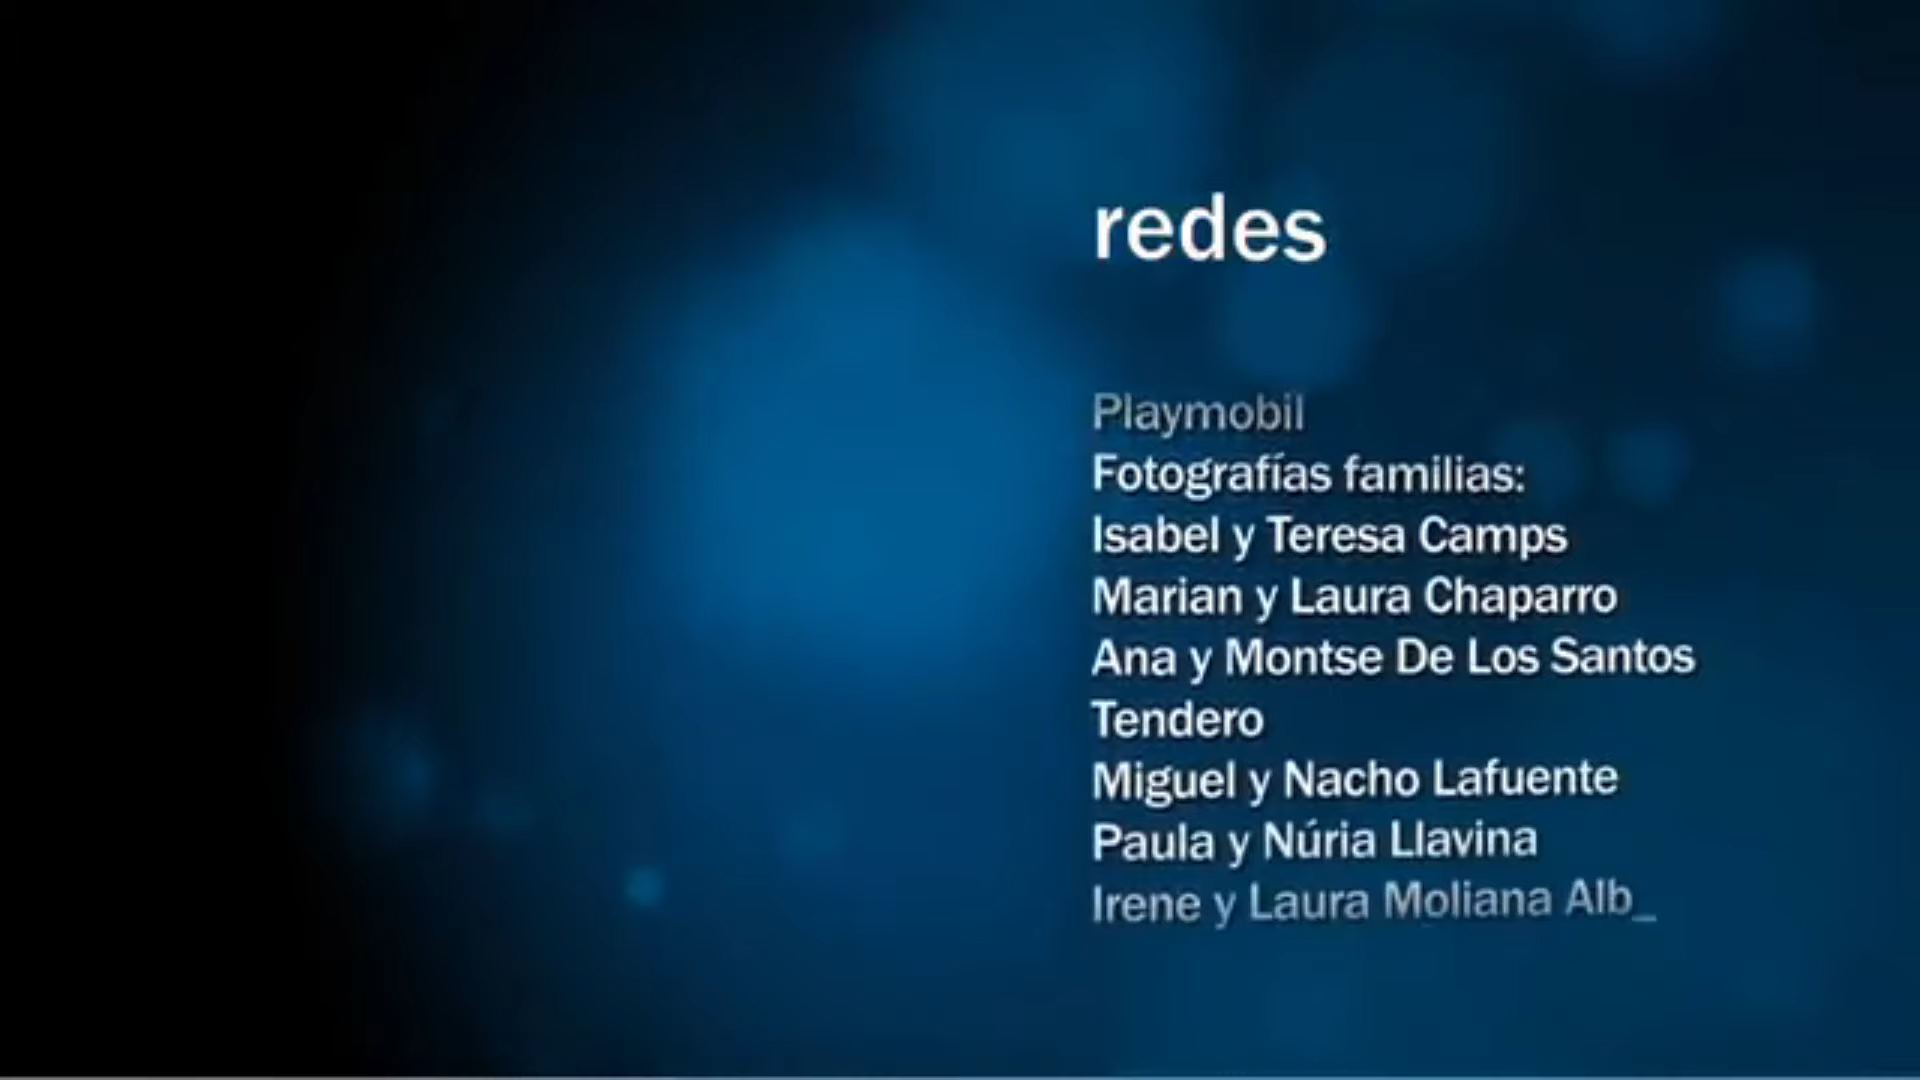 redes
Playmobil
Fotografías familias:
Isabel y Teresa Camps
Marian y Laura Chaparro
Ana y Montse De Los Santos
Tendero
Miguel y Nacho Lafuente
Paula y Núria Llavina
Irene y Laura Moliana Alb_